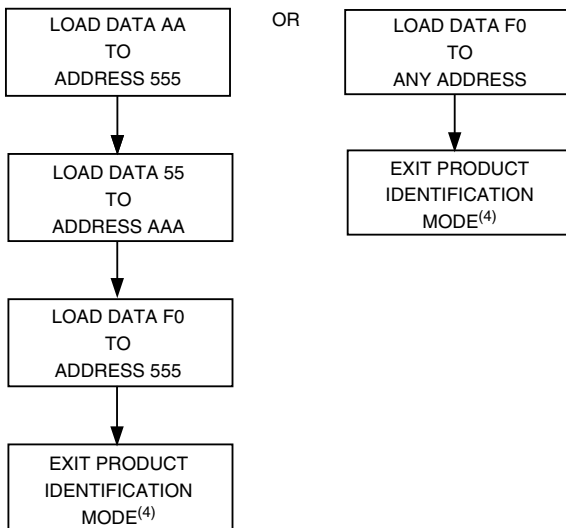 LOAD DATA AA
TO
ADDRESS 555
LOAD DATA 55
TO
ADDRESS AAA
LOAD DATA F0
TO
ADDRESS 555
EXIT PRODUCT
IDENTIFICATION
MODE(4)
OR
LOAD DATA F0
TO
ANY ADDRESS
EXIT PRODUCT
IDENTIFICATION
MODE(4)